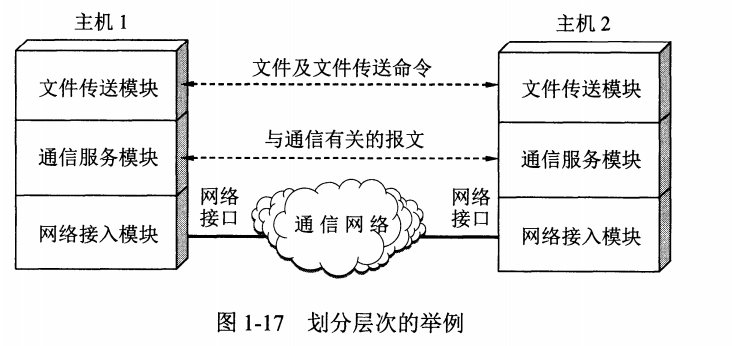 主机 1
主机 2
文件传送模块
文件及文件传送命令
文件传送模块
通信服务模块
与通信有关的报文
通信服务模块
网络接入模块
网络
接口
通信网络
网络
接口
网络接入模块
图 1-17 划分层次的举例